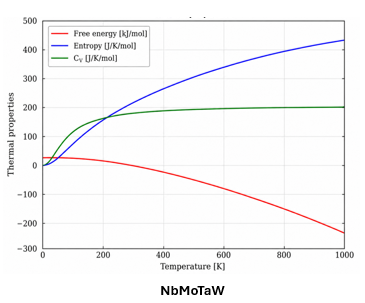 500
400
300
200
100
0
−100
−200
−300
Thermal properties
Free energy [kJ/mol]
Entropy [J/K/mol]
C_V [J/K/mol]
0 200 400 600 800 1000
Temperature [K]
NbMoTaW